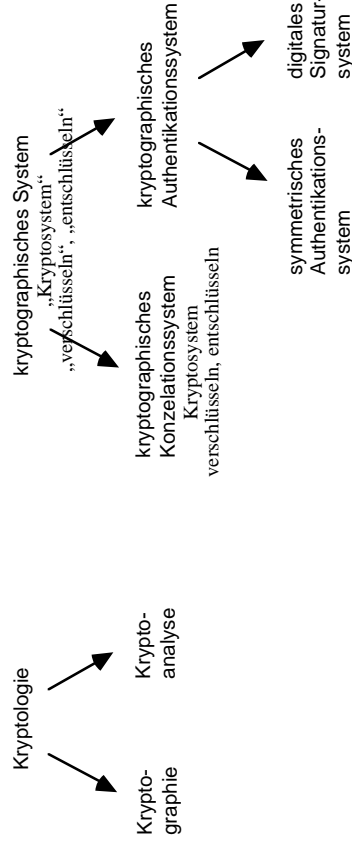 Kryptologie
Krypto-
graphie
Krypto-
analyse
kryptographisches System
„Kryptosystem“
„verschlüsseln“, „entschlüsseln“
kryptographisches
Konzelationssystem
Kryptosystem
verschlüsseln, entschlüsseln
kryptographisches
Authentikationssystem
symmetrisches
Authentikations-
system
digitales
Signatur-
system